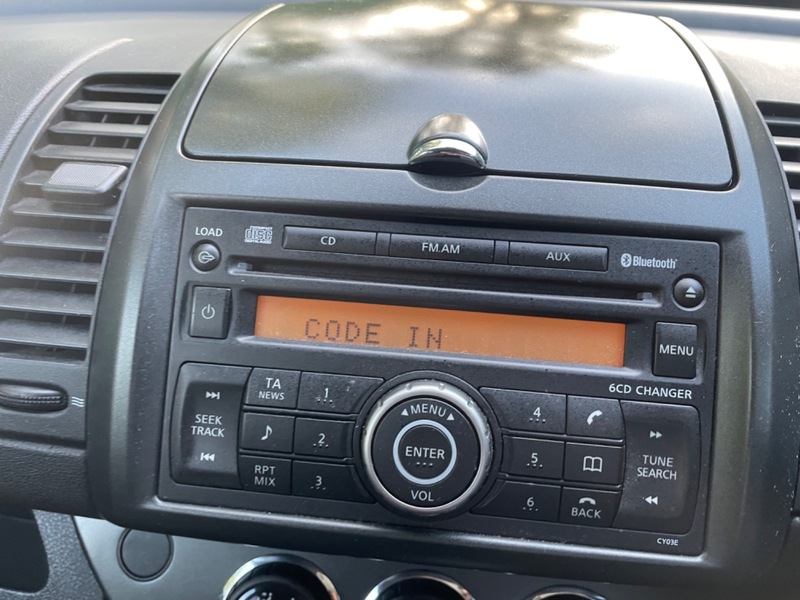 LOAD
disc
CD
FM.AM
AUX
Bluetooth
CODE IN
MENU
6CD CHANGER
SEEK
TRACK
TA
NEWS
1
2
RPT
MIX
3
MENU
ENTER
VOL
4
5
6
BACK
TUNE
SEARCH
CY03E